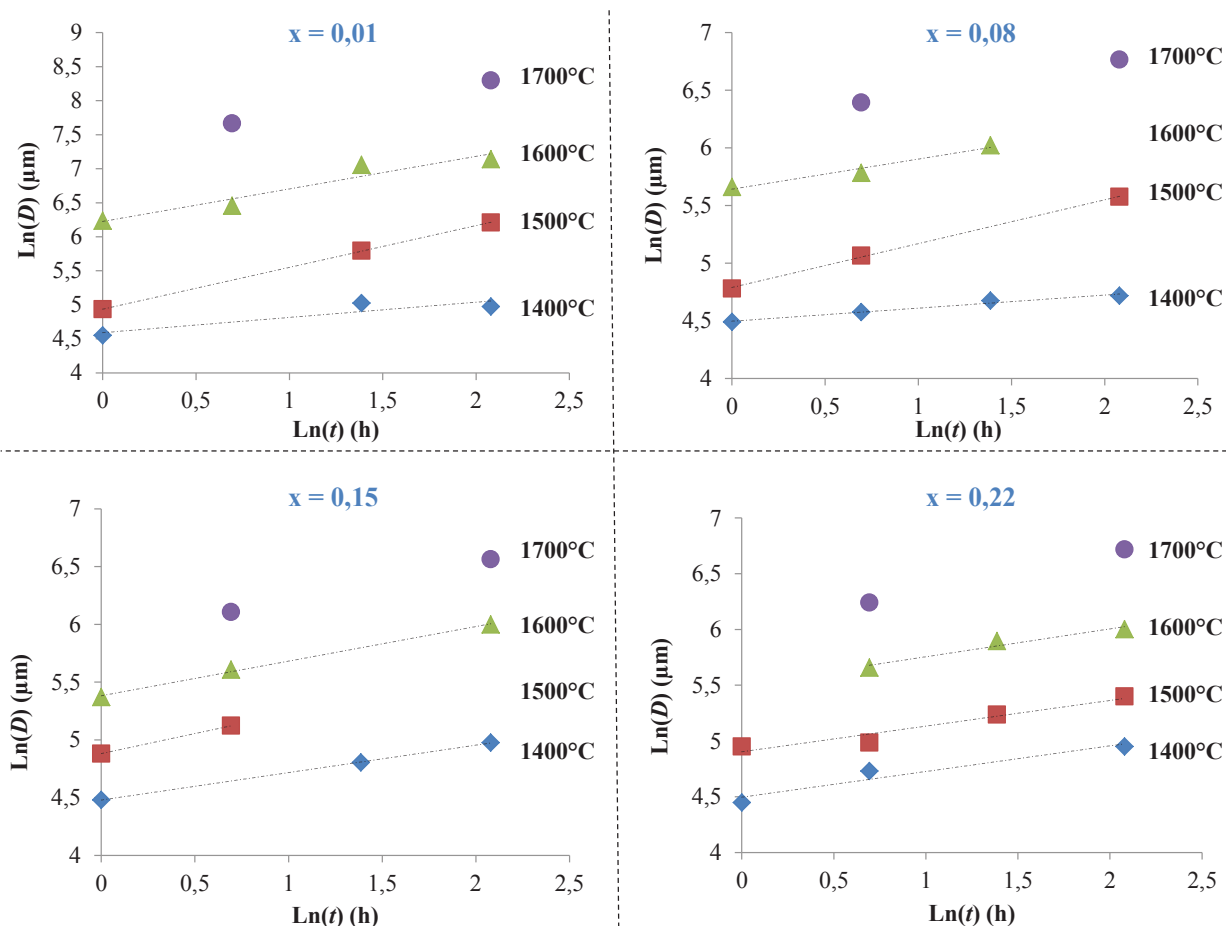 x = 0,01
9
8,5
8
7,5
7
6,5
6
5,5
5
4,5
4
Ln(D) (µm)
1700°C
1600°C
1500°C
1400°C
0
0,5
1
1,5
2
2,5
Ln(t) (h)
x = 0,08
7
6,5
6
5,5
5
4,5
4
Ln(D) (µm)
1700°C
1600°C
1500°C
1400°C
0
0,5
1
1,5
2
2,5
Ln(t) (h)
x = 0,15
7
6,5
6
5,5
5
4,5
4
Ln(D) (µm)
1700°C
1600°C
1500°C
1400°C
0
0,5
1
1,5
2
2,5
Ln(t) (h)
x = 0,22
7
6,5
6
5,5
5
4,5
4
Ln(D) (µm)
1700°C
1600°C
1500°C
1400°C
0
0,5
1
1,5
2
2,5
Ln(t) (h)